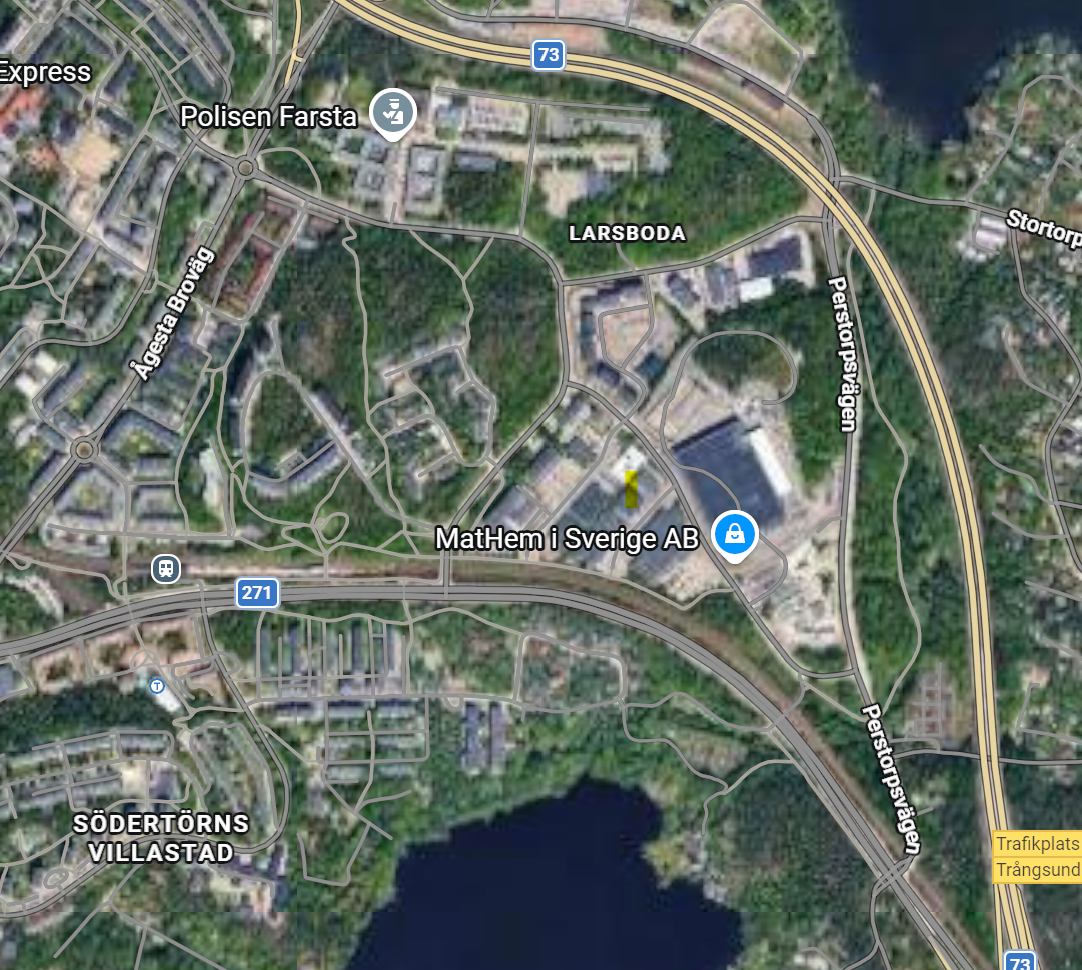 73
Express
Polisen Farsta
LARSBODA
Stortorp
Ågesta Broväg
Perstorpsvägen
MatHem i Sverige AB
271
T
Perstorpsvägen
SÖDERTÖRNS
VILLASTAD
Trafikplats
Trångsund
73